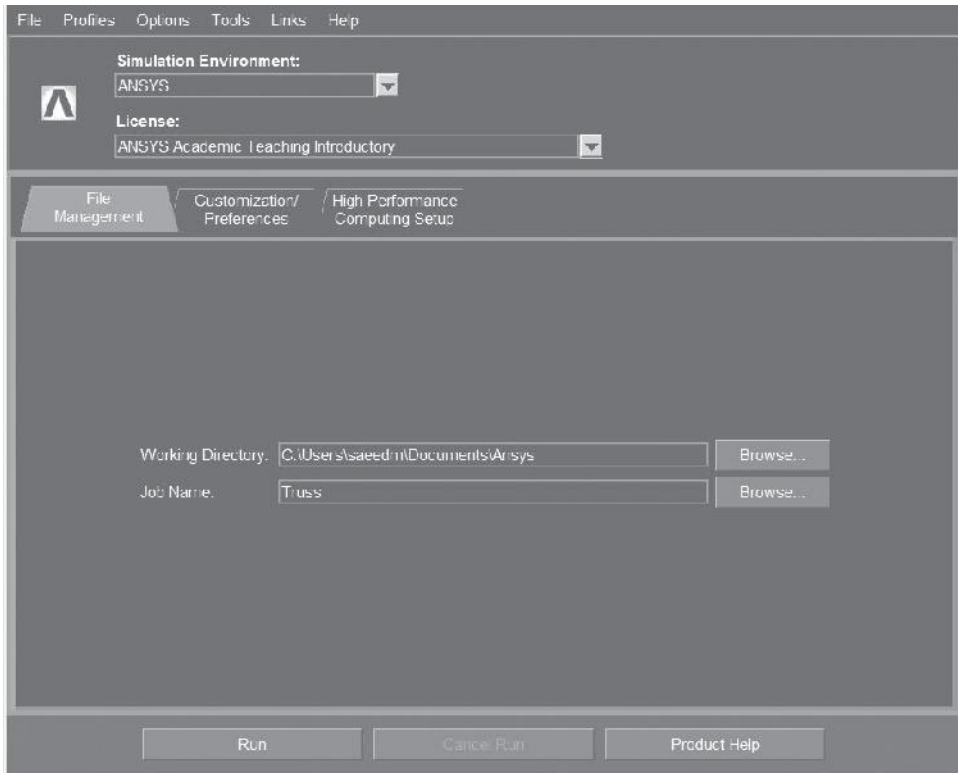 File Profiles Options Tools Links Help
Simulation Environment:
ANSYS
License:
ANSYS Academic Teaching Introductory
File
Management
Customization/
Preferences
High Performance
Computing Setup
Working Directory: C:\Users\saeedm\Documents\Ansys Browse...
Job Name: Truss Browse...
Run Cancel Run Product Help